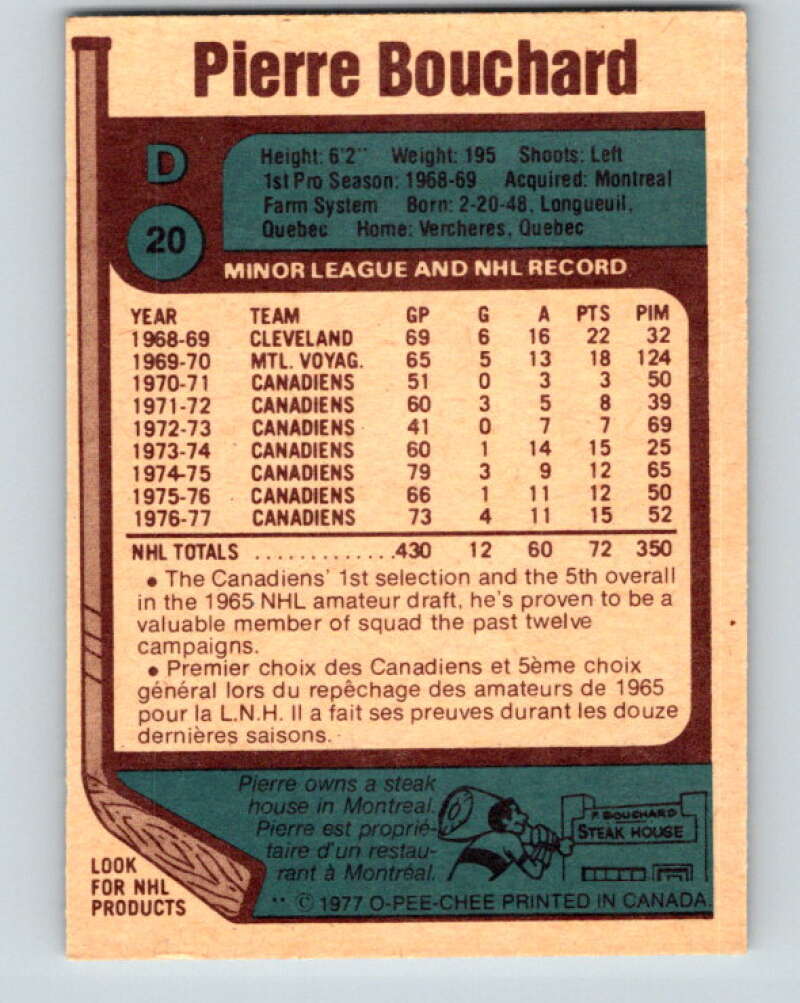 Pierre Bouchard
D
20
Height: 6'2" Weight: 195 Shoots: Left
1st Pro Season: 1968-69 Acquired: Montreal
Farm System Born: 2-20-48, Longueuil,
Quebec Home: Vercheres, Quebec
MINOR LEAGUE AND NHL RECORD
YEAR TEAM GP G A PTS PIM
1968-69 CLEVELAND 69 6 16 22 32
1969-70 MTL. VOYAG. 65 5 13 18 124
1970-71 CANADIENS 51 0 3 3 50
1971-72 CANADIENS 60 3 5 8 39
1972-73 CANADIENS 41 0 7 7 69
1973-74 CANADIENS 60 1 14 15 25
1974-75 CANADIENS 79 3 9 12 65
1975-76 CANADIENS 66 1 11 12 50
1976-77 CANADIENS 73 4 11 15 52
NHL TOTALS .............430 12 60 72 350
• The Canadiens' 1st selection and the 5th overall
in the 1965 NHL amateur draft, he's proven to be a
valuable member of squad the past twelve
campaigns.
• Premier choix des Canadiens et 5ème choix
général lors du repêchage des amateurs de 1965
pour la L.N.H. Il a fait ses preuves durant les douze
dernières saisons.
Pierre owns a steak
house in Montreal.
Pierre est proprié-
taire d'un restau-
rant à Montréal.
P. BOUCHARD
STEAK HOUSE
LOOK
FOR NHL
PRODUCTS
** © 1977 O-PEE-CHEE PRINTED IN CANADA.